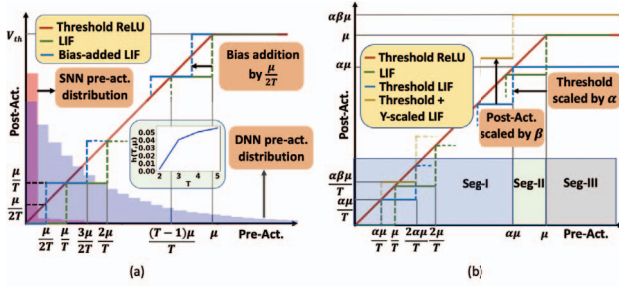 V_th
Threshold ReLU
LIF
Bias-added LIF
SNN pre-act.
distribution
Bias addition
by μ/2T
Post-Act.
h(T,μ)
0.05
0.04
0.03
0.02
0.01
0.00
2 3 4 5
T
DNN pre-act.
distribution
μ/T
μ/2T
μ/2T μ/T 3μ/2T 2μ/T (T−1)μ/T μ Pre-Act.
(a)
αβμ
μ
αμ
Threshold ReLU
LIF
Threshold LIF
Threshold +
Y-scaled LIF
Threshold
scaled by α
Post-Act.
scaled by β
Post-Act.
αβμ/T
αμ/T
Seg-I Seg-II Seg-III
αμ/T μ/T 2αμ/T 2μ/T αμ μ Pre-Act.
(b)